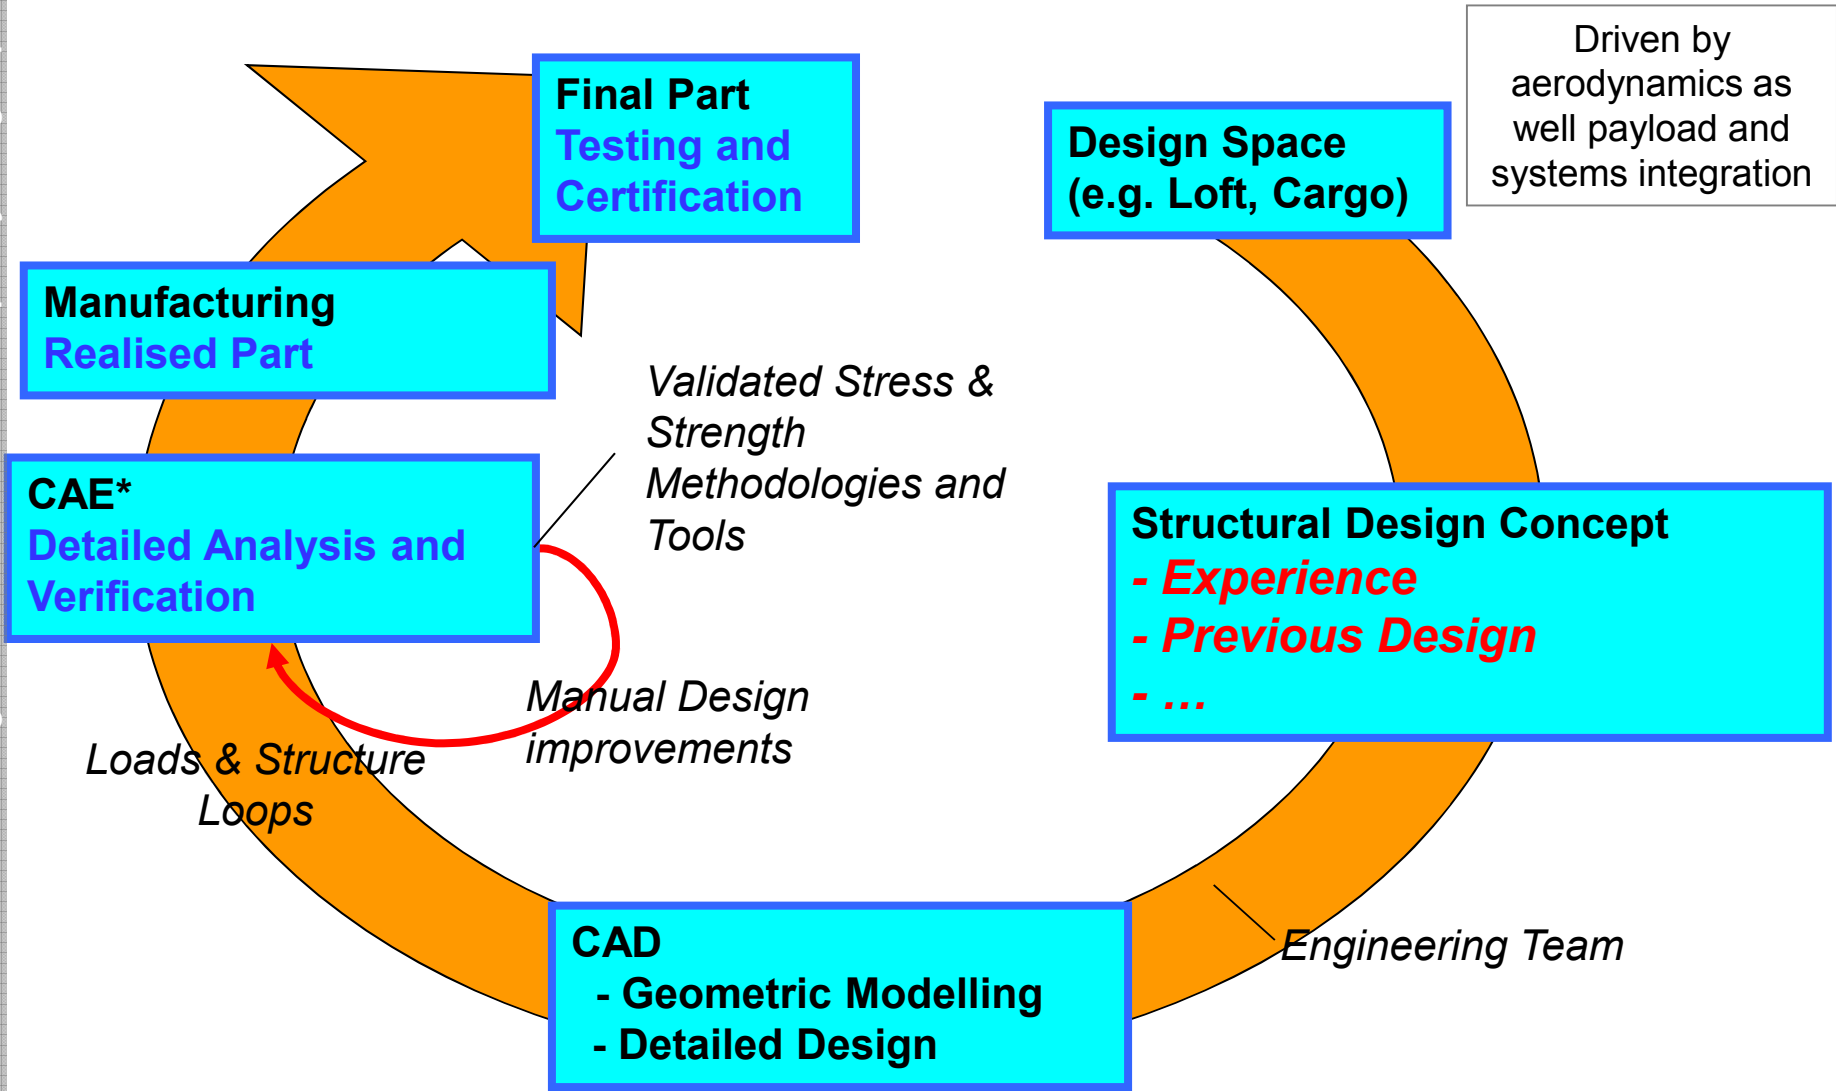 Driven by
aerodynamics as
well payload and
systems integration
Design Space
(e.g. Loft, Cargo)
Structural Design Concept
- Experience
- Previous Design
- ...
Engineering Team
CAD
- Geometric Modelling
- Detailed Design
Loads & Structure
Loops
Manual Design
improvements
CAE*
Detailed Analysis and
Verification
Validated Stress &
Strength
Methodologies and
Tools
Manufacturing
Realised Part
Final Part
Testing and
Certification